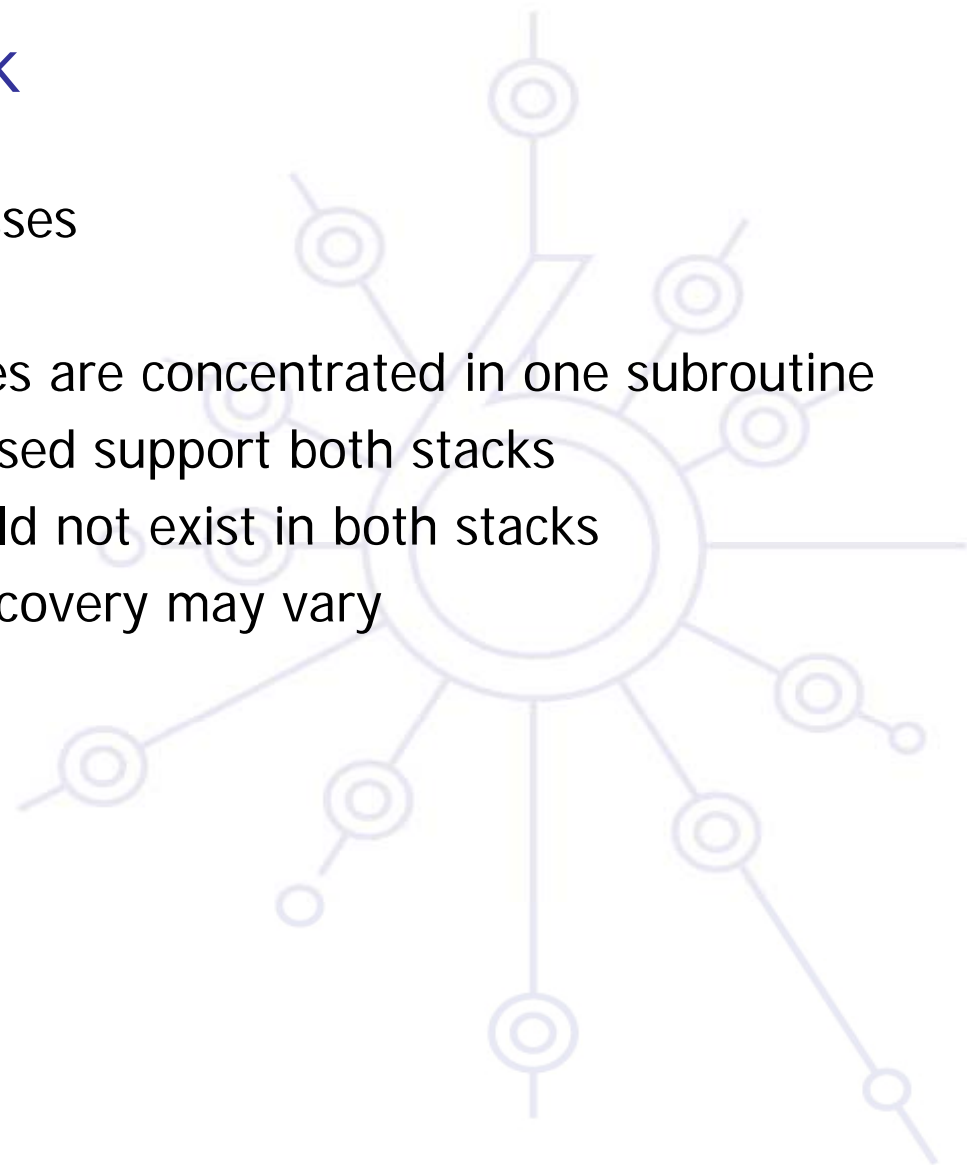 K
ses
es are concentrated in one subroutine
sed support both stacks
ld not exist in both stacks
covery may vary